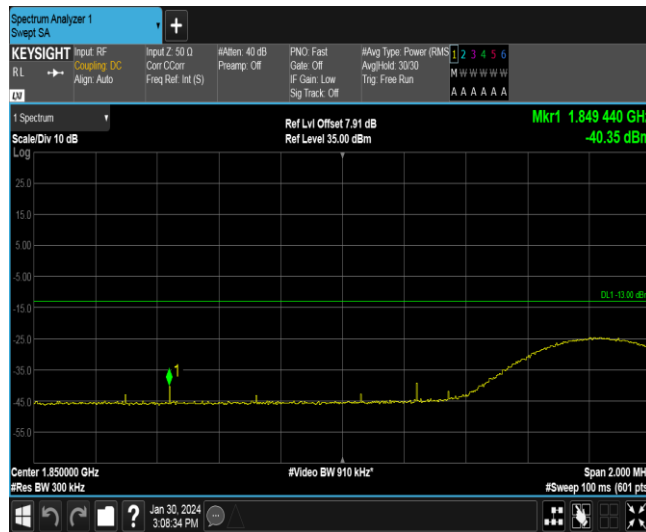 Spectrum Analyzer 1
Swept SA
KEYSIGHT
RL
LXI
Input: RF
Coupling: DC
Align: Auto
Input Z: 50 Ω
Corr CCorr
Freq Ref: Int (S)
#Atten: 40 dB
Preamp: Off
PNO: Fast
Gate: Off
IF Gain: Low
Sig Track: Off
#Avg Type: Power (RMS
Avg|Hold: 30/30
Trig: Free Run
1 2 3 4 5 6
M W W W W W
A A A A A A
1 Spectrum
Scale/Div 10 dB
Log
Ref Lvl Offset 7.91 dB
Ref Level 35.00 dBm
Mkr1 1.849 440 GHz
-40.35 dBm
25.0
15.0
5.00
-5.00
DL1 -13.00 dBm
-15.0
-25.0
-35.0
1
-45.0
-55.0
Center 1.850000 GHz
#Res BW 300 kHz
#Video BW 910 kHz*
Span 2.000 MH
#Sweep 100 ms (601 pts
?
Jan 30, 2024
3:08:34 PM